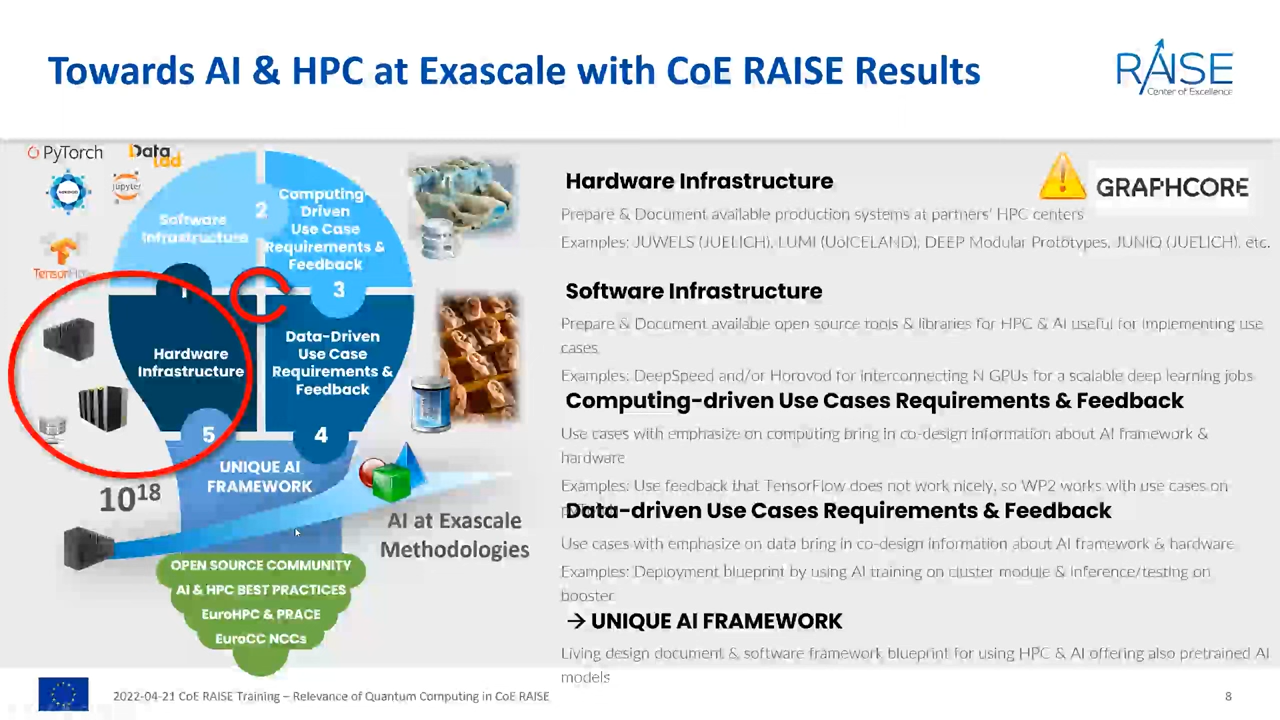 Towards AI & HPC at Exascale with CoE RAISE Results
RAISE
Center of Excellence
PyTorch
Data
Lad
HOROVOD
jupyter
TensorFlow
Software
Infrastructure
2
Computing
Driven
Use Case
Requirements &
Feedback
1
3
Hardware
Infrastructure
Data-Driven
Use Case
Requirements &
Feedback
5
4
UNIQUE AI
FRAMEWORK
10^18
AI at Exascale
Methodologies
OPEN SOURCE COMMUNITY
AI & HPC BEST PRACTICES
EuroHPC & PRACE
EuroCC NCCs
Hardware Infrastructure
GRAPHCORE
Prepare & Document available production systems at partners' HPC centers
Examples: JUWELS (JUELICH), LUMI (UoICELAND), DEEP Modular Prototypes, JUNIQ (JUELICH), etc.
Software Infrastructure
Prepare & Document available open source tools & libraries for HPC & AI useful for implementing use
cases
Examples: DeepSpeed and/or Horovod for interconnecting N GPUs for a scalable deep learning jobs
Computing-driven Use Cases Requirements & Feedback
Use cases with emphasize on computing bring in co-design information about AI framework &
hardware
Examples: Use feedback that TensorFlow does not work nicely, so WP2 works with use cases on
Data-driven Use Cases Requirements & Feedback
Use cases with emphasize on data bring in co-design information about AI framework & hardware
Examples: Deployment blueprint by using AI training on cluster module & inference/testing on
booster
→ UNIQUE AI FRAMEWORK
Living design document & software framework blueprint for using HPC & AI offering also pretrained AI
models
2022-04-21 CoE RAISE Training – Relevance of Quantum Computing in CoE RAISE
8